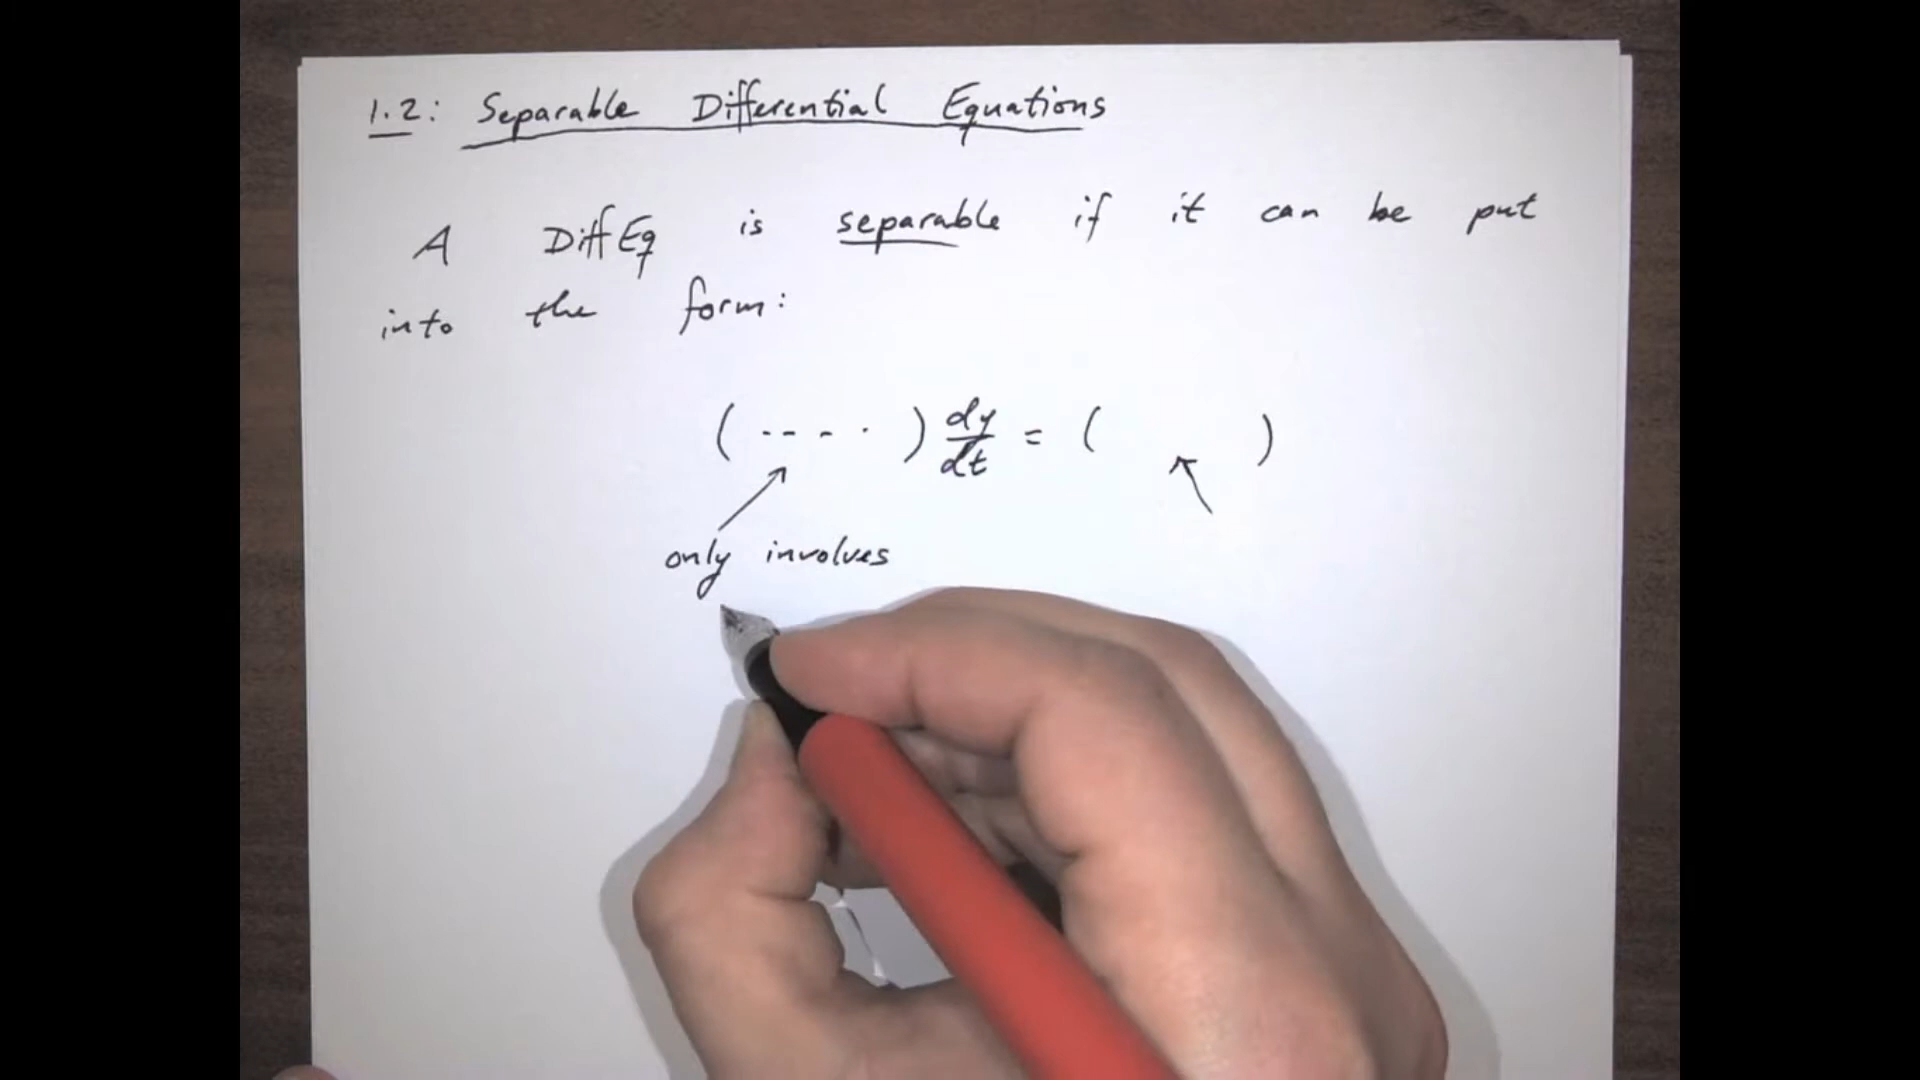 1.2: Separable Differential Equations
A DiffEq is separable if it can be put
into the form:
( ---- · ) dy/dt = ( )
only involves